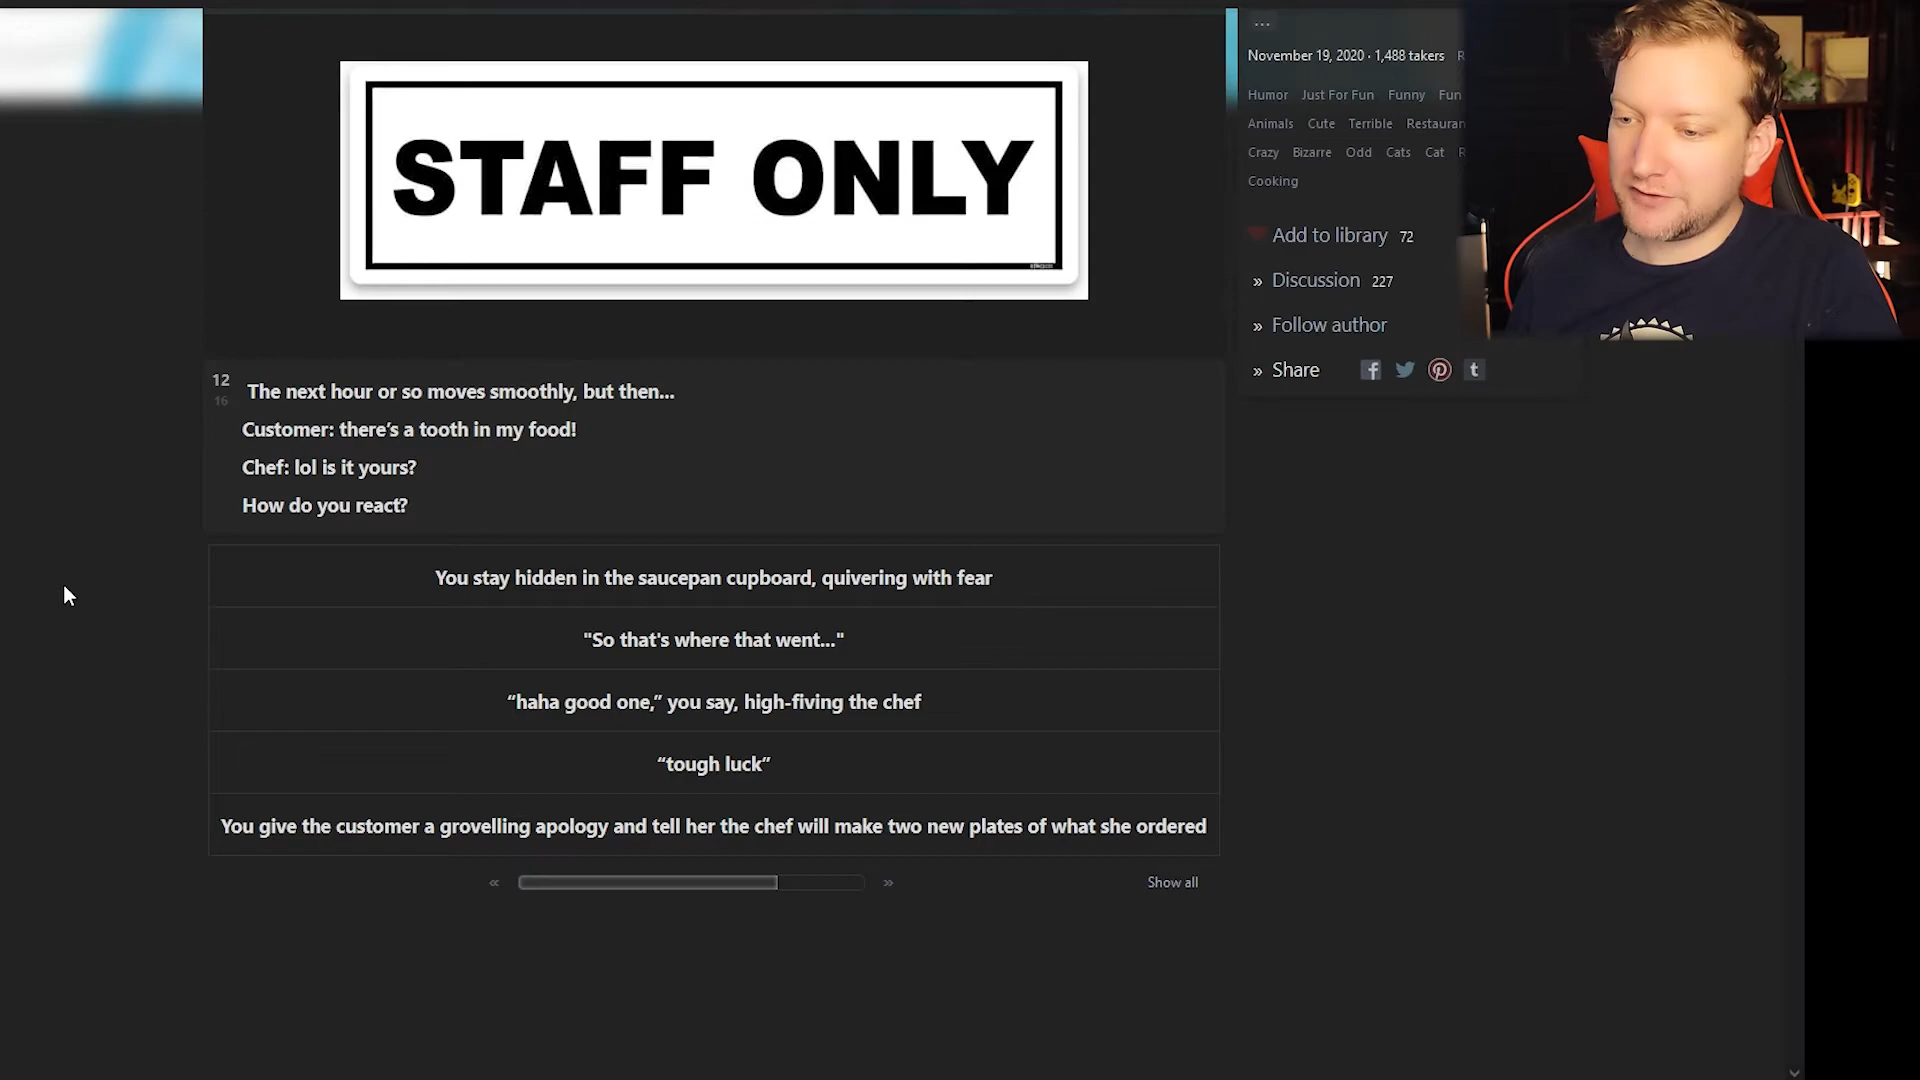 STAFF ONLY
12
16
The next hour or so moves smoothly, but then...
Customer: there’s a tooth in my food!
Chef: lol is it yours?
How do you react?
You stay hidden in the saucepan cupboard, quivering with fear
"So that's where that went..."
“haha good one,” you say, high-fiving the chef
“tough luck”
You give the customer a grovelling apology and tell her the chef will make two new plates of what she ordered
«
»
Show all
...
November 19, 2020 · 1,488 takers
Humor Just For Fun Funny Fun
Animals Cute Terrible Restauran
Crazy Bizarre Odd Cats Cat
Cooking
Add to library 72
» Discussion 227
» Follow author
» Share